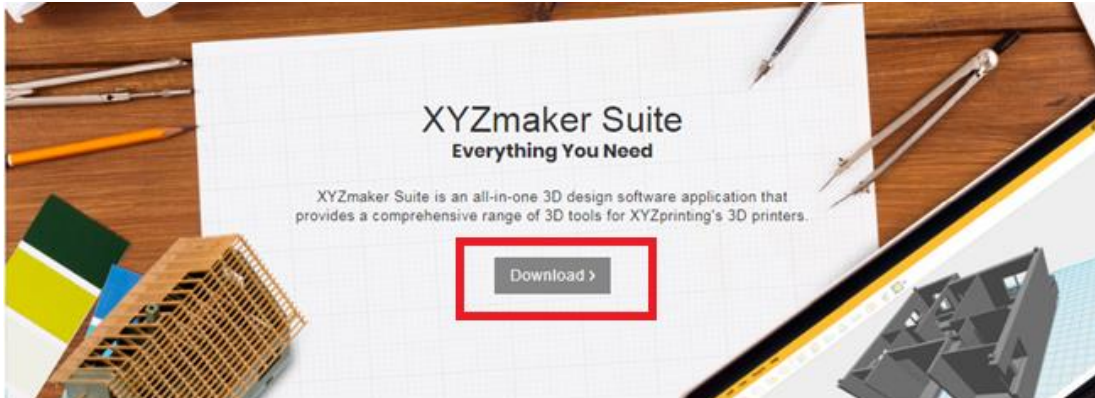 XYZmaker Suite
Everything You Need
XYZmaker Suite is an all-in-one 3D design software application that
provides a comprehensive range of 3D tools for XYZprinting's 3D printers.
Download ›